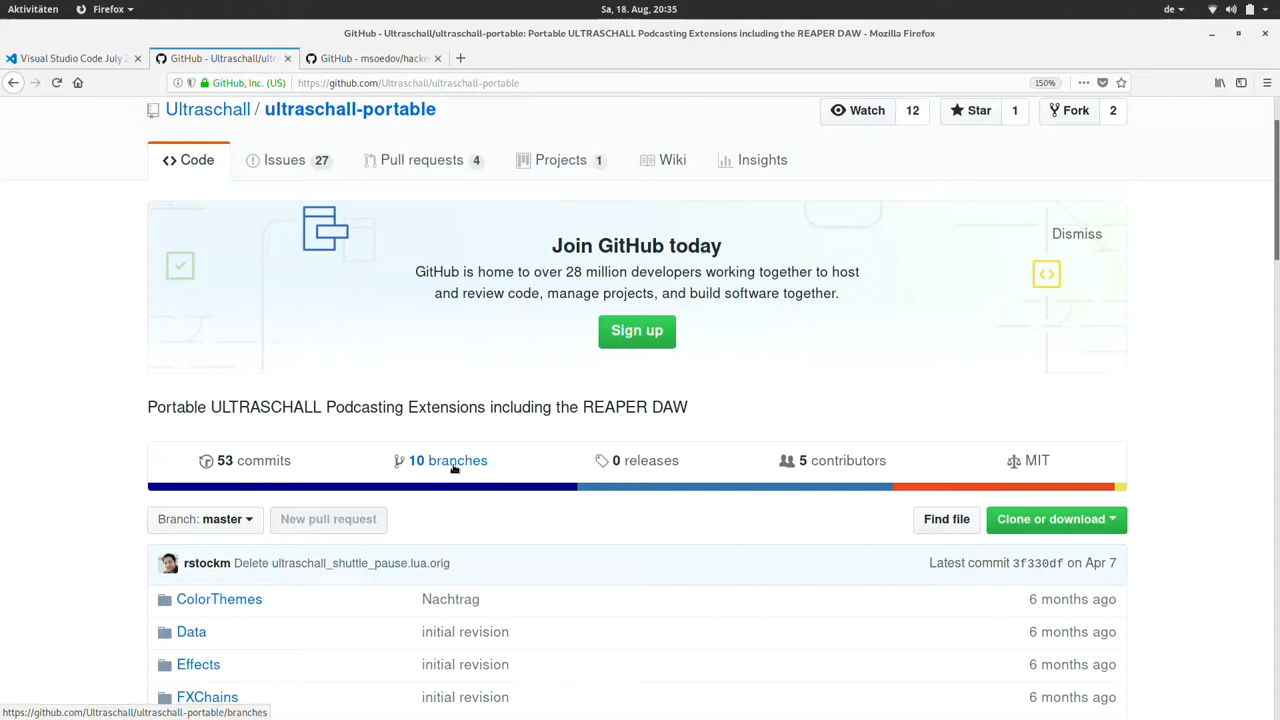 Aktivitäten Firefox Sa, 18. Aug, 20:35 de
GitHub - Ultraschall/ultraschall-portable: Portable ULTRASCHALL Podcasting Extensions including the REAPER DAW - Mozilla Firefox
Visual Studio Code July 2 GitHub - Ultraschall/ultr GitHub - msoedov/hacke
GitHub, Inc. (US) https://github.com/Ultraschall/ultraschall-portable 150%
Ultraschall / ultraschall-portable Watch 12 Star 1 Fork 2
Code Issues 27 Pull requests 4 Projects 1 Wiki Insights
Join GitHub today
Dismiss
GitHub is home to over 28 million developers working together to host
and review code, manage projects, and build software together.
Sign up
Portable ULTRASCHALL Podcasting Extensions including the REAPER DAW
53 commits 10 branches 0 releases 5 contributors MIT
Branch: master New pull request Find file Clone or download
rstockm Delete ultraschall_shuttle_pause.lua.orig Latest commit 3f330df on Apr 7
ColorThemes Nachtrag 6 months ago
Data initial revision 6 months ago
Effects initial revision 6 months ago
FXChains initial revision 6 months ago
https://github.com/Ultraschall/ultraschall-portable/branches